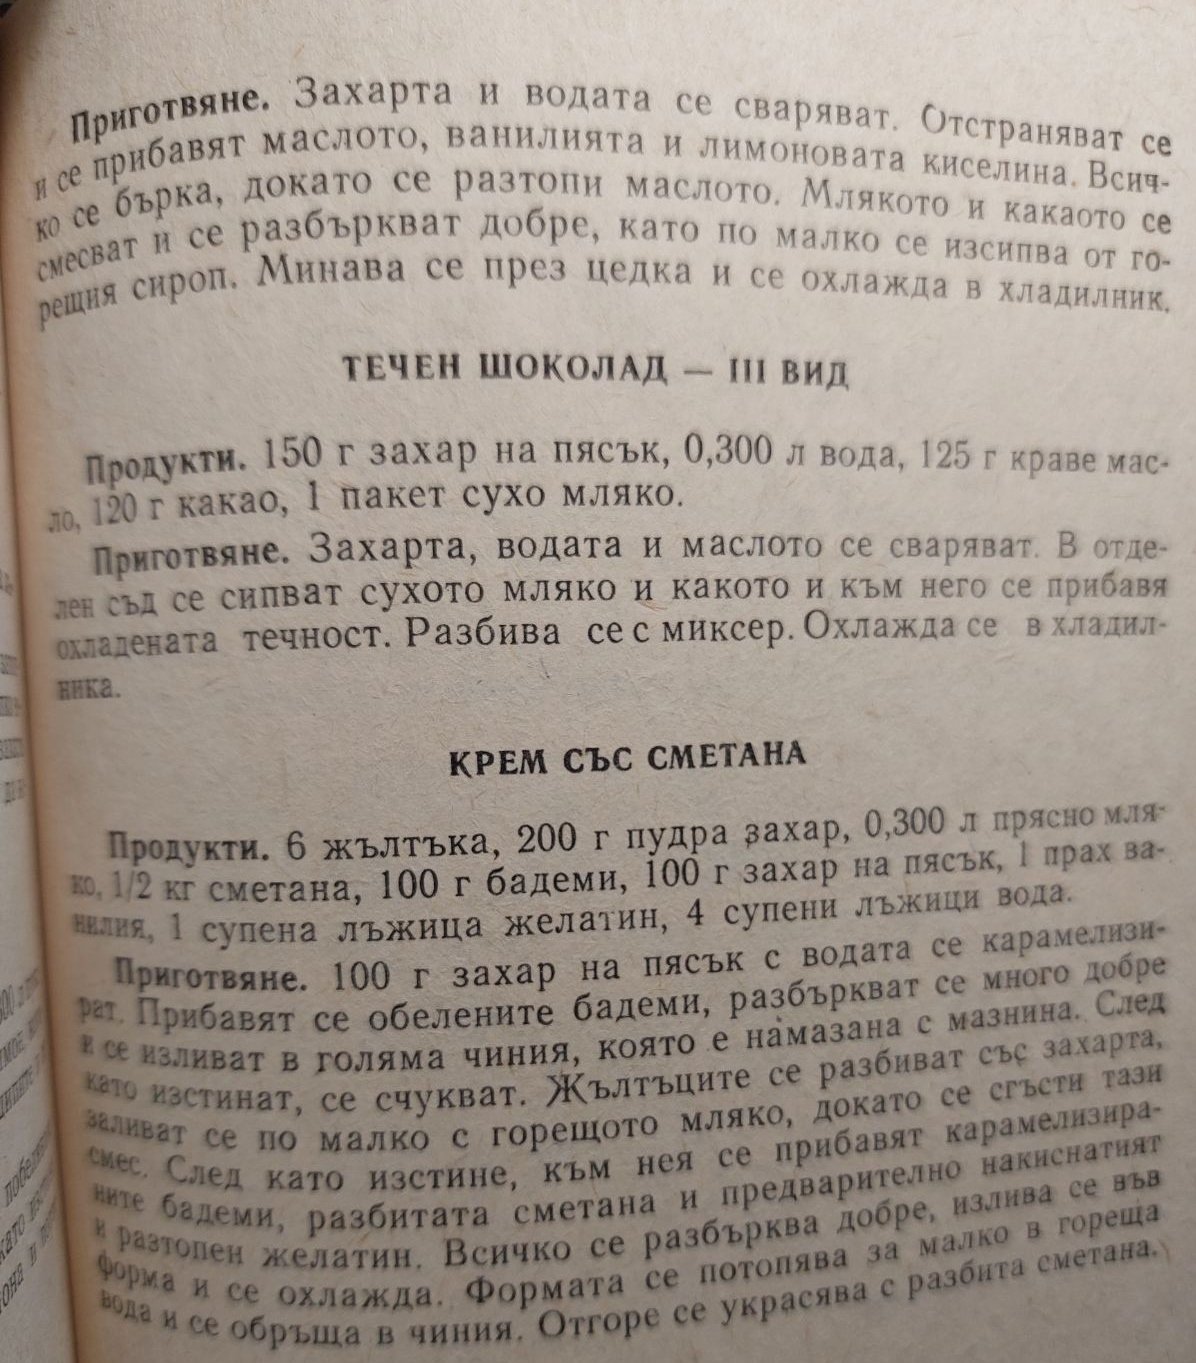 Приготвяне. Захарта и водата се сваряват. Отстраняват се
и се прибавят маслото, ванилията и лимоновата киселина. Всич-
ко се бърка, докато се разтопи маслото. Млякото и какаото се
смесват и се разбъркват добре, като по малко се изсипва от го-
рещия сироп. Минава се през цедка и се охлажда в хладилник.
ТЕЧЕН ШОКОЛАД — III ВИД
Продукти. 150 г захар на пясък, 0,300 л вода, 125 г краве мас-
ло, 120 г какао, 1 пакет сухо мляко.
Приготвяне. Захарта, водата и маслото се сваряват. В отде-
лен съд се сипват сухото мляко и какото и към него се прибавя
охладената течност. Разбива се с миксер. Охлажда се в хладил-
ника.
КРЕМ СЪС СМЕТАНА
Продукти. 6 жълтъка, 200 г пудра захар, 0,300 л прясно мля-
ко, 1/2 кг сметана, 100 г бадеми, 100 г захар на пясък, 1 прах ва-
нилия, 1 супена лъжица желатин, 4 супени лъжици вода.
Приготвяне. 100 г захар на пясък с водата се карамелизи-
рат. Прибавят се обелените бадеми, разбъркват се много добре
и се изливат в голяма чиния, която е намазана с мазнина. След
като изстинат, се счукват. Жълтъците се разбиват със захарта,
заливат се по малко с горещото мляко, докато се сгъсти тази
смес. След като изстине, към нея се прибавят карамелизира-
ните бадеми, разбитата сметана и предварително накиснатият
и разтопен желатин. Всичко се разбърква добре, излива се във
форма и се охлажда. Формата се потопява за малко в гореща
вода и се обръща в чиния. Отгоре се украсява с разбита сметана.